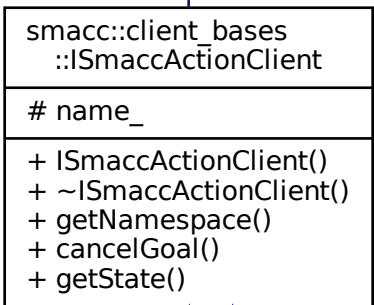 smacc::client_bases
::ISmaccActionClient
# name_
+ ISmaccActionClient()
+ ~ISmaccActionClient()
+ getNamespace()
+ cancelGoal()
+ getState()